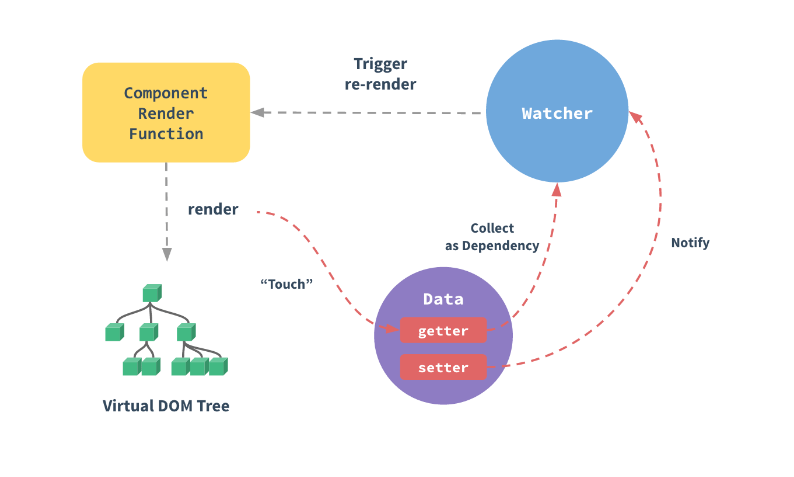 Component
Render
Function
Trigger
re-render
Watcher
render
Collect
as Dependency
Notify
“Touch”
Data
getter
setter
Virtual DOM Tree